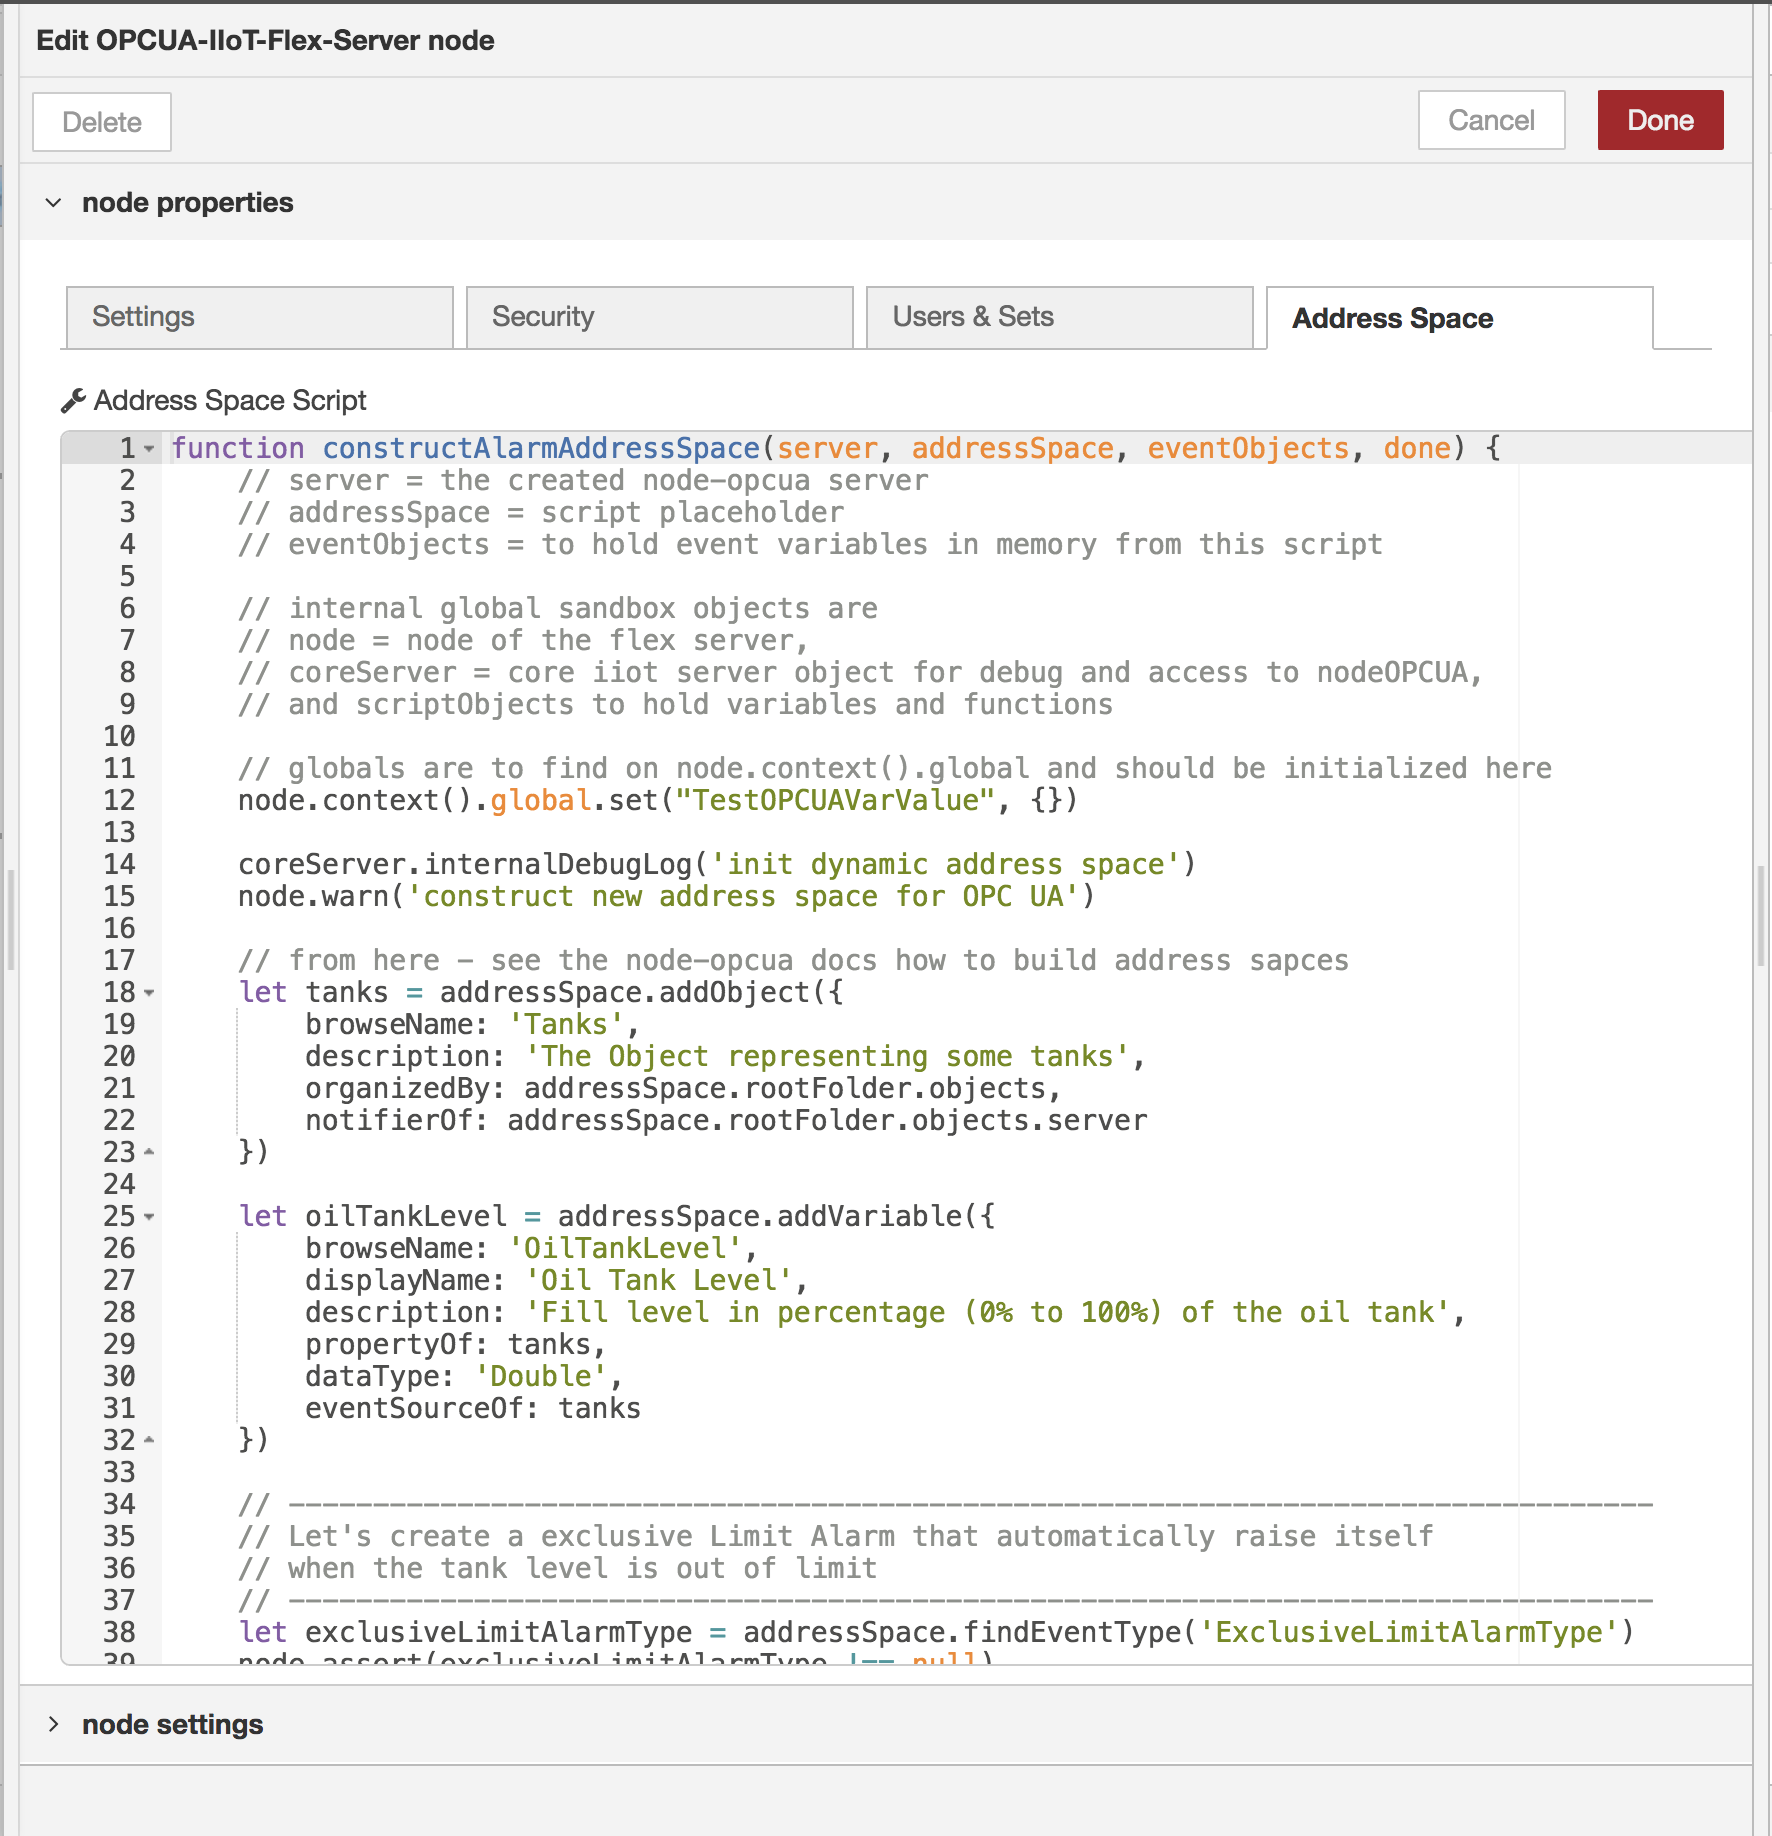 Edit OPCUA-IIoT-Flex-Server node
Delete
Cancel
Done
node properties
Settings
Security
Users & Sets
Address Space
Address Space Script
1 function constructAlarmAddressSpace(server, addressSpace, eventObjects, done) {
2     // server = the created node-opcua server
3     // addressSpace = script placeholder
4     // eventObjects = to hold event variables in memory from this script
5
6     // internal global sandbox objects are
7     // node = node of the flex server,
8     // coreServer = core iiot server object for debug and access to nodeOPCUA,
9     // and scriptObjects to hold variables and functions
10
11     // globals are to find on node.context().global and should be initialized here
12     node.context().global.set("TestOPCUAVarValue", {})
13
14     coreServer.internalDebugLog('init dynamic address space')
15     node.warn('construct new address space for OPC UA')
16
17     // from here - see the node-opcua docs how to build address sapces
18     let tanks = addressSpace.addObject({
19         browseName: 'Tanks',
20         description: 'The Object representing some tanks',
21         organizedBy: addressSpace.rootFolder.objects,
22         notifierOf: addressSpace.rootFolder.objects.server
23     })
24
25     let oilTankLevel = addressSpace.addVariable({
26         browseName: 'OilTankLevel',
27         displayName: 'Oil Tank Level',
28         description: 'Fill level in percentage (0% to 100%) of the oil tank',
29         propertyOf: tanks,
30         dataType: 'Double',
31         eventSourceOf: tanks
32     })
33
34     // ---------------------------------------------------------------------------------
35     // Let's create a exclusive Limit Alarm that automatically raise itself
36     // when the tank level is out of limit
37     // ---------------------------------------------------------------------------------
38     let exclusiveLimitAlarmType = addressSpace.findEventType('ExclusiveLimitAlarmType')
39     node.assert(exclusiveLimitAlarmType !== null)
node settings